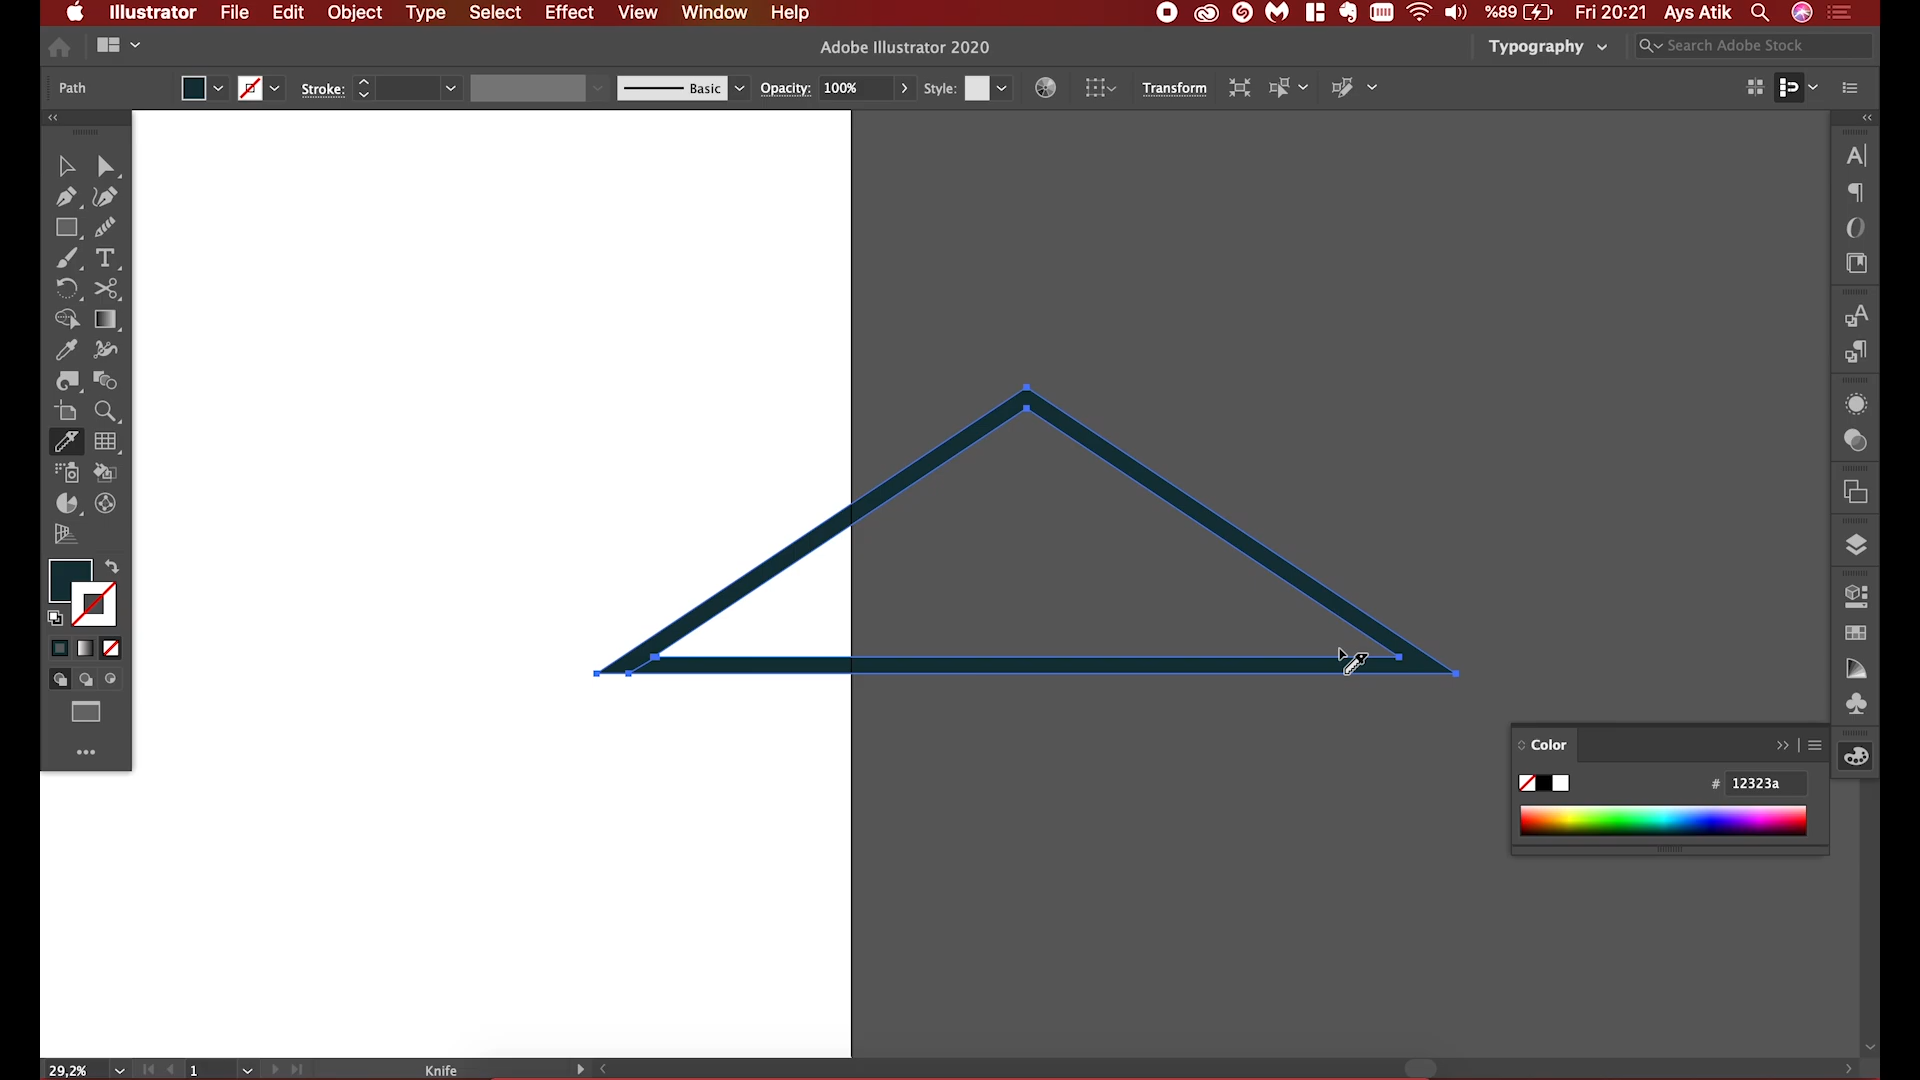 Illustrator File Edit Object Type Select Effect View Window Help %89 Fri 20:21 Ays Atik
Adobe Illustrator 2020 Typography Search Adobe Stock
Path Stroke: Basic Opacity: 100% Style: Transform
Color
# 12323a
29,2% 1 Knife